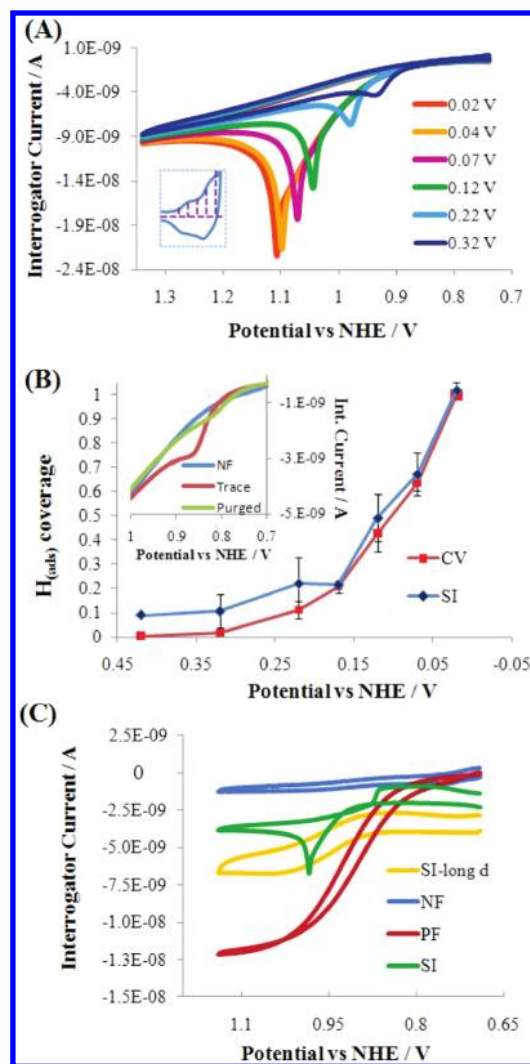 (A)
1.0E-09
-4.0E-09
-9.0E-09
-1.4E-08
-1.9E-08
-2.4E-08
Interrogator Current / A
0.02 V
0.04 V
0.07 V
0.12 V
0.22 V
0.32 V
1.3 1.2 1.1 1 0.9 0.8 0.7
Potential vs NHE / V
(B)
1
0.9
0.8
0.7
0.6
0.5
0.4
0.3
0.2
0.1
0
H(ads) coverage
-1.E-09
-3.E-09
-5.E-09
Int. Current / A
NF
Trace
Purged
1 0.9 0.8 0.7
Potential vs NHE / V
CV
SI
0.45 0.35 0.25 0.15 0.05 -0.05
Potential vs NHE / V
(C)
2.5E-09
0
-2.5E-09
-5.0E-09
-7.5E-09
-1.0E-08
-1.3E-08
-1.5E-08
Interrogator Current / A
SI-long d
NF
PF
SI
1.1 0.95 0.8 0.65
Potential vs NHE / V